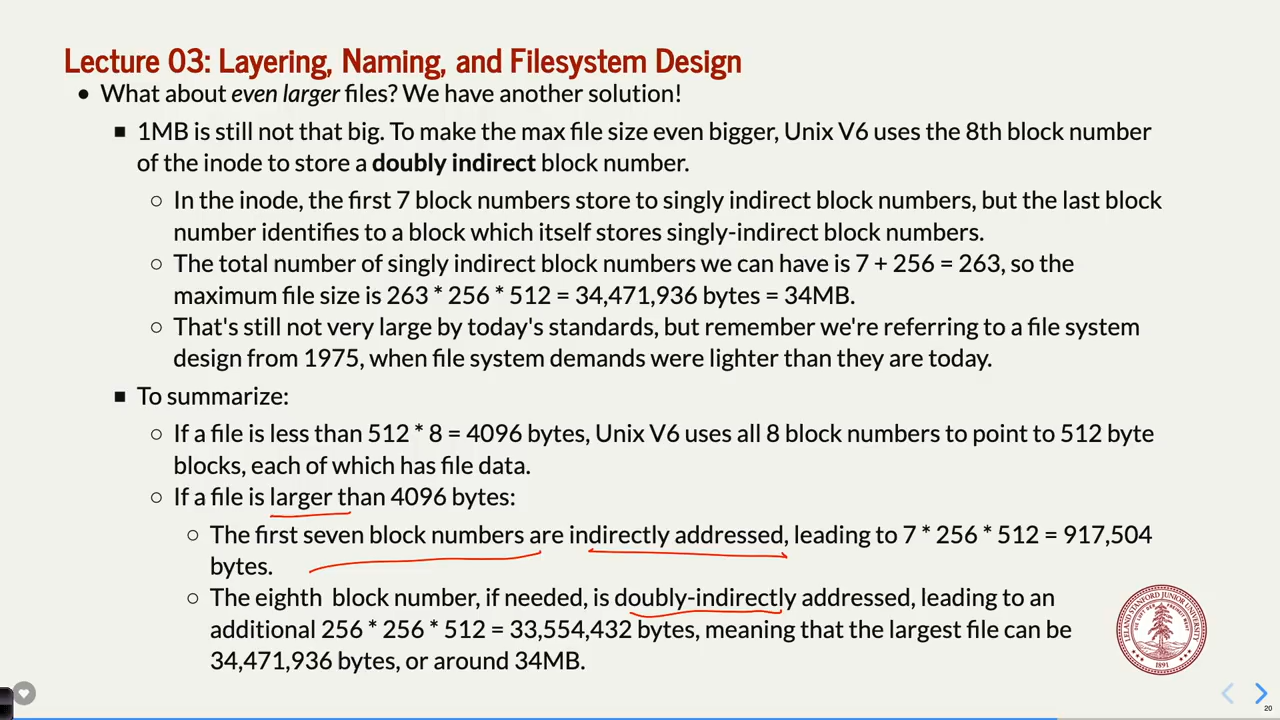 Lecture 03: Layering, Naming, and Filesystem Design
• What about even larger files? We have another solution!
▪ 1MB is still not that big. To make the max file size even bigger, Unix V6 uses the 8th block number
of the inode to store a doubly indirect block number.
○ In the inode, the first 7 block numbers store to singly indirect block numbers, but the last block
number identifies to a block which itself stores singly-indirect block numbers.
○ The total number of singly indirect block numbers we can have is 7 + 256 = 263, so the
maximum file size is 263 * 256 * 512 = 34,471,936 bytes = 34MB.
○ That's still not very large by today's standards, but remember we're referring to a file system
design from 1975, when file system demands were lighter than they are today.
▪ To summarize:
○ If a file is less than 512 * 8 = 4096 bytes, Unix V6 uses all 8 block numbers to point to 512 byte
blocks, each of which has file data.
○ If a file is larger than 4096 bytes:
○ The first seven block numbers are indirectly addressed, leading to 7 * 256 * 512 = 917,504
bytes.
○ The eighth block number, if needed, is doubly-indirectly addressed, leading to an
additional 256 * 256 * 512 = 33,554,432 bytes, meaning that the largest file can be
34,471,936 bytes, or around 34MB.
LELAND STANFORD JUNIOR UNIVERSITY
1891
20